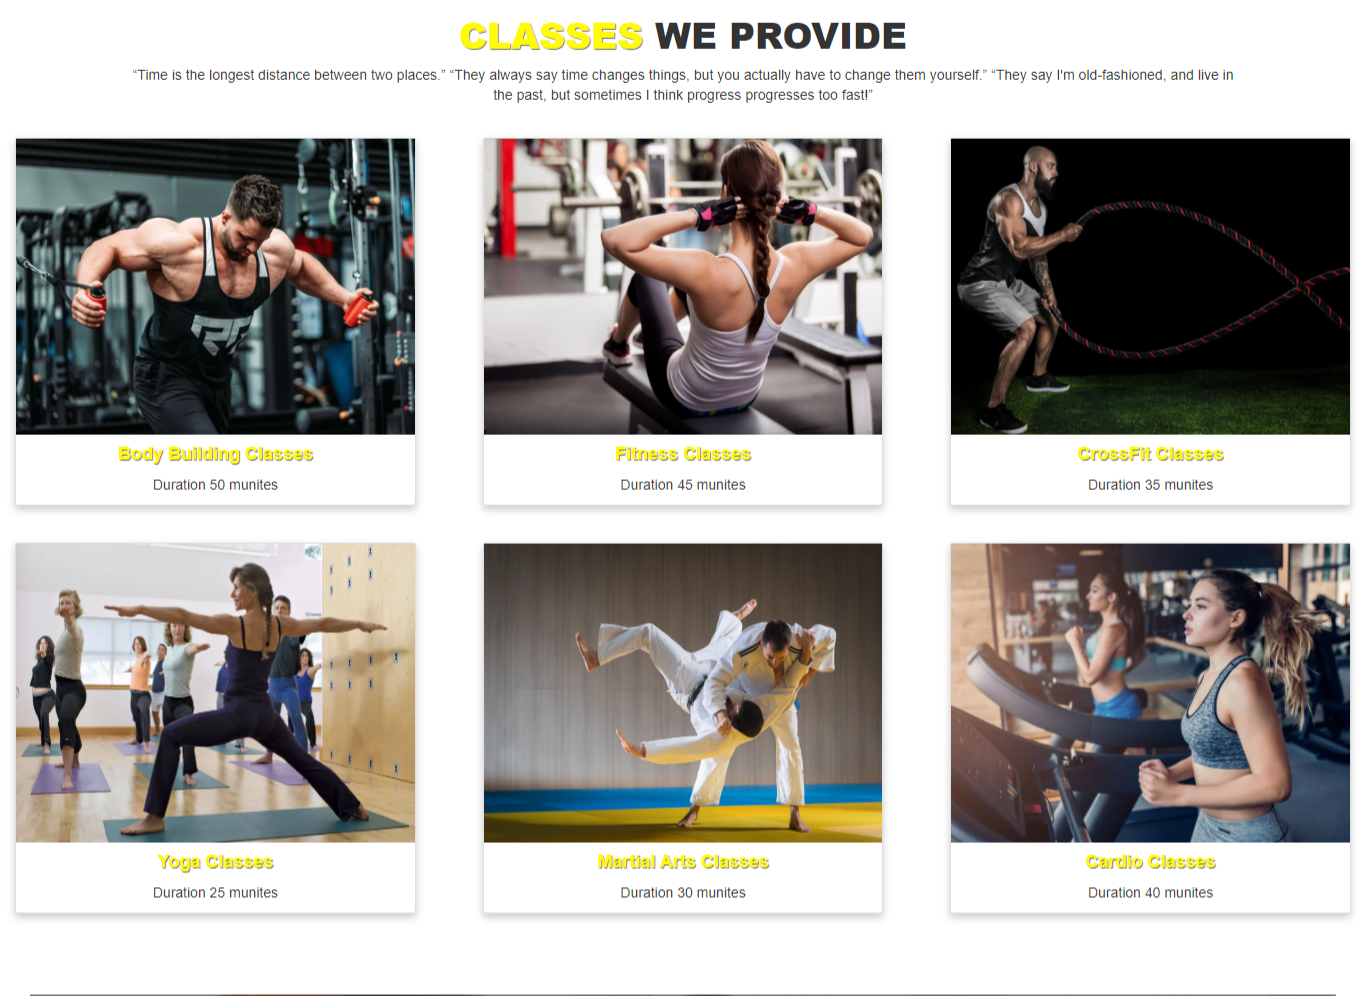 CLASSES WE PROVIDE
“Time is the longest distance between two places.” “They always say time changes things, but you actually have to change them yourself.” “They say I'm old-fashioned, and live in
the past, but sometimes I think progress progresses too fast!”
Body Building Classes
Duration 50 munites
Fitness Classes
Duration 45 munites
CrossFit Classes
Duration 35 munites
Yoga Classes
Duration 25 munites
Martial Arts Classes
Duration 30 munites
Cardio Classes
Duration 40 munites